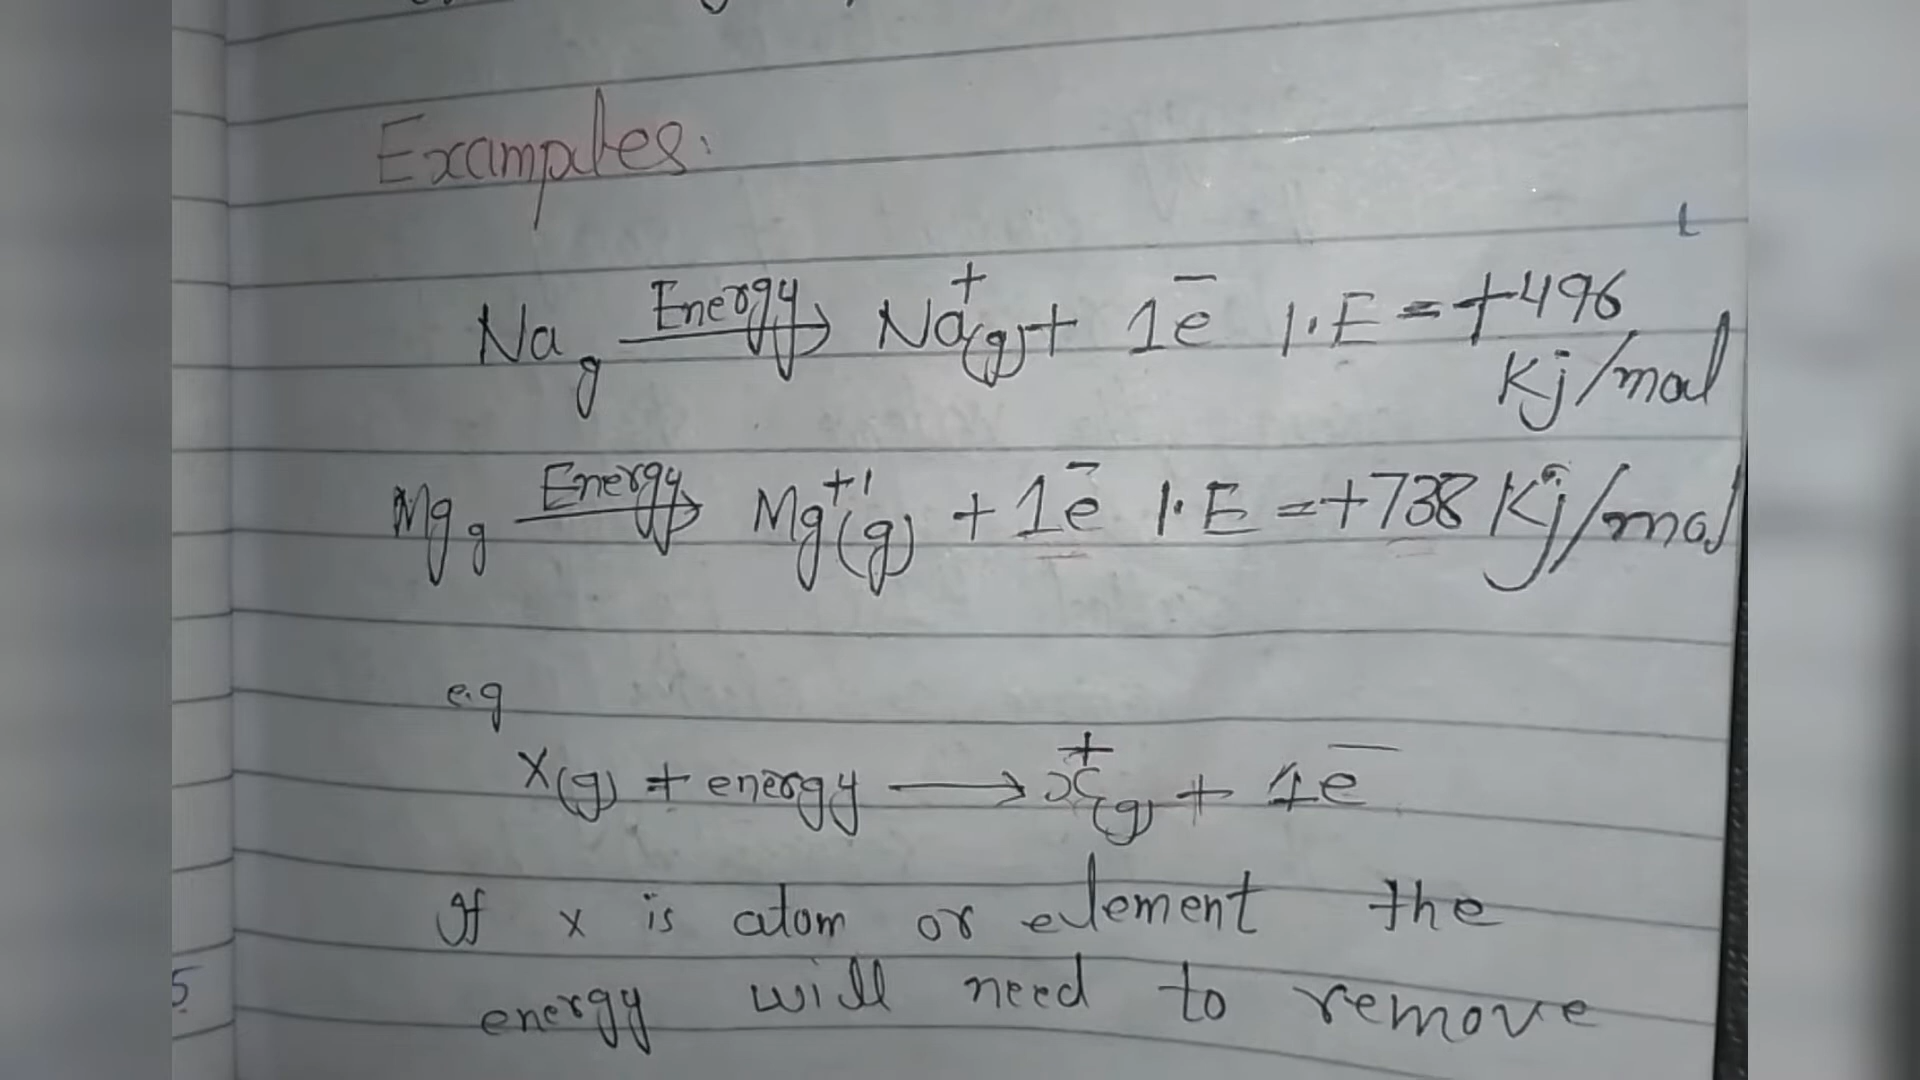 Examples:
Na g Energy → Na⁺(g) + 1e⁻ I.E = +496
Kj/mol
Mg g Energy → Mg⁺¹(g) + 1e⁻ I.E = +738 Kj/mol
e.g
X(g) + energy → x⁺(g) + 1e⁻
If x is atom or element the
energy will need to remove
5